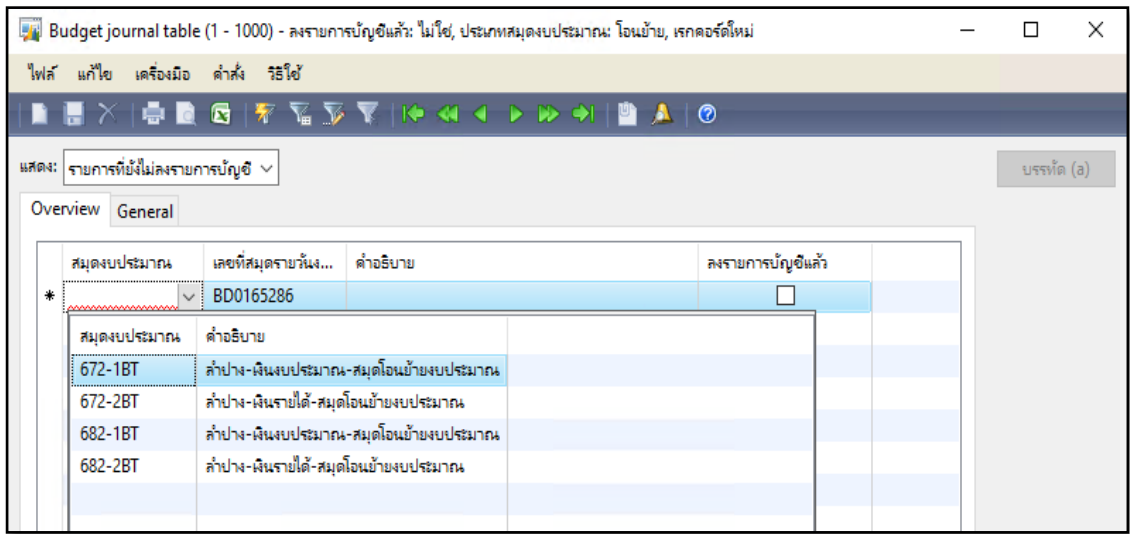 Budget journal table (1 - 1000) - ลงรายการบัญชีแล้ว: ไม่ใช่, ประเภทสมุดงบประมาณ: โอนย้าย, เรกคอร์ดใหม่
ไฟล์ แก้ไข เครื่องมือ คำสั่ง วิธีใช้
แสดง: รายการที่ยังไม่ลงรายการบัญชี บรรทัด (a)
Overview General
สมุดงบประมาณ เลขที่สมุดรายวันง... คำอธิบาย ลงรายการบัญชีแล้ว
BD0165286
สมุดงบประมาณ คำอธิบาย
672-1BT ลำปาง-เงินงบประมาณ-สมุดโอนย้ายงบประมาณ
672-2BT ลำปาง-เงินรายได้-สมุดโอนย้ายงบประมาณ
682-1BT ลำปาง-เงินงบประมาณ-สมุดโอนย้ายงบประมาณ
682-2BT ลำปาง-เงินรายได้-สมุดโอนย้ายงบประมาณ